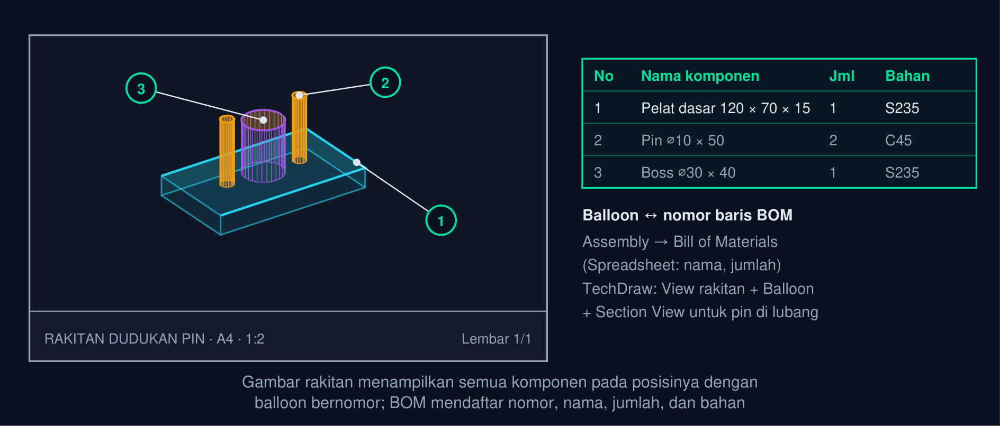 3
2
1
RAKITAN DUDUKAN PIN · A4 · 1:2
Lembar 1/1
No Nama komponen Jml Bahan
1 Pelat dasar 120 × 70 × 15 1 S235
2 Pin ⌀10 × 50 2 C45
3 Boss ⌀30 × 40 1 S235
Balloon ↔ nomor baris BOM
Assembly → Bill of Materials
(Spreadsheet: nama, jumlah)
TechDraw: View rakitan + Balloon
+ Section View untuk pin di lubang
Gambar rakitan menampilkan semua komponen pada posisinya dengan
balloon bernomor; BOM mendaftar nomor, nama, jumlah, dan bahan